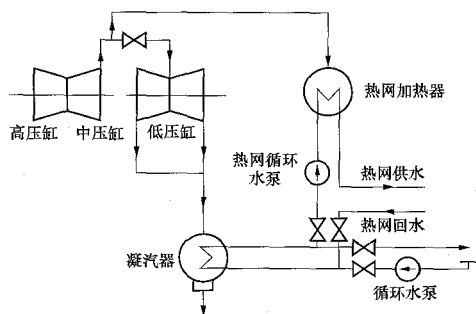 热网加热器
高压缸 中压缸 低压缸
热网循环
水泵
热网供水
热网回水
凝汽器
循环水泵